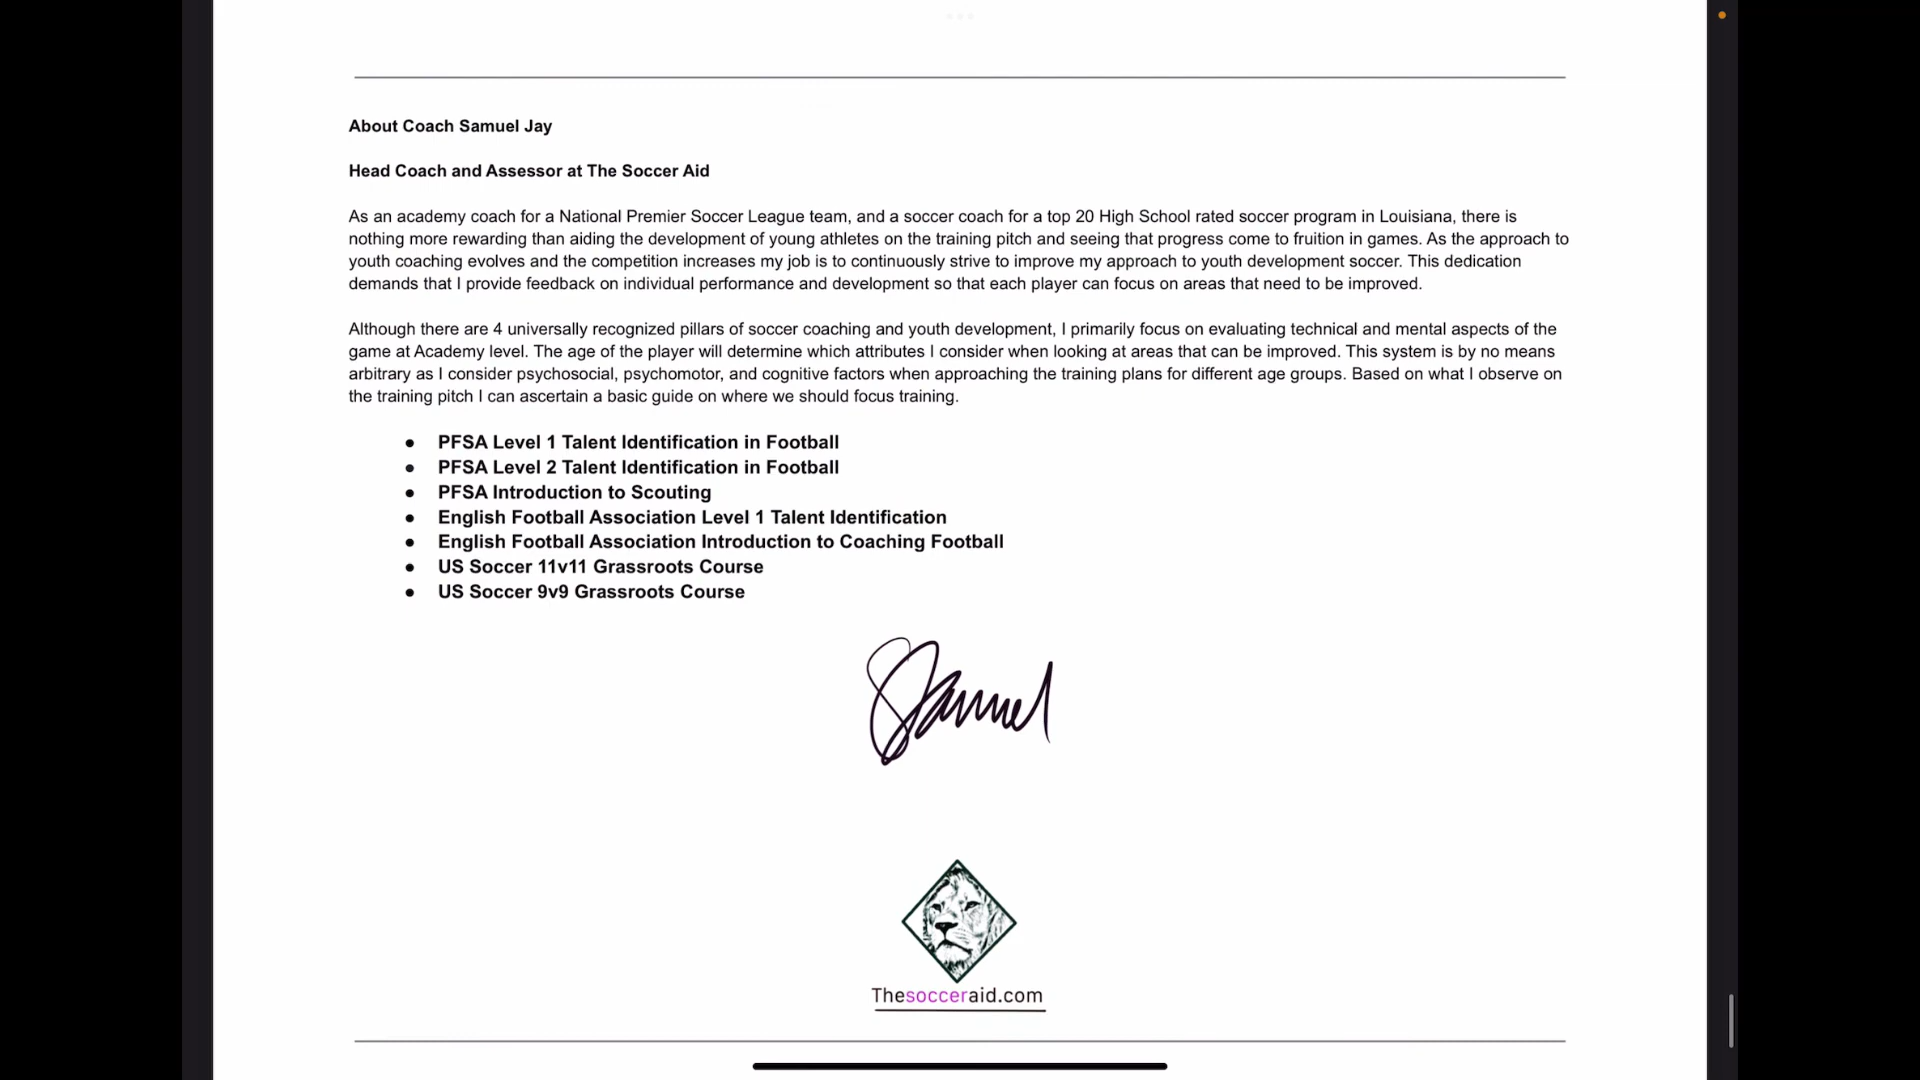 About Coach Samuel Jay
Head Coach and Assessor at The Soccer Aid
As an academy coach for a National Premier Soccer League team, and a soccer coach for a top 20 High School rated soccer program in Louisiana, there is
nothing more rewarding than aiding the development of young athletes on the training pitch and seeing that progress come to fruition in games. As the approach to
youth coaching evolves and the competition increases my job is to continuously strive to improve my approach to youth development soccer. This dedication
demands that I provide feedback on individual performance and development so that each player can focus on areas that need to be improved.
Although there are 4 universally recognized pillars of soccer coaching and youth development, I primarily focus on evaluating technical and mental aspects of the
game at Academy level. The age of the player will determine which attributes I consider when looking at areas that can be improved. This system is by no means
arbitrary as I consider psychosocial, psychomotor, and cognitive factors when approaching the training plans for different age groups. Based on what I observe on
the training pitch I can ascertain a basic guide on where we should focus training.
● PFSA Level 1 Talent Identification in Football
● PFSA Level 2 Talent Identification in Football
● PFSA Introduction to Scouting
● English Football Association Level 1 Talent Identification
● English Football Association Introduction to Coaching Football
● US Soccer 11v11 Grassroots Course
● US Soccer 9v9 Grassroots Course
Samuel
Thesocceraid.com